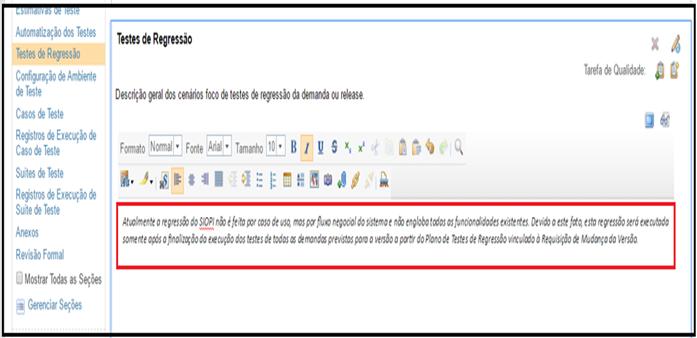 Estimativas de Teste
Automatização dos Testes
Testes de Regressão
Configuração de Ambiente
de Teste
Casos de Teste
Registros de Execução de
Caso de Teste
Suites de Teste
Registros de Execução de
Suite de Teste
Anexos
Revisão Formal
Mostrar Todas as Seções
Gerenciar Seções
Testes de Regressão
Tarefa de Qualidade:
Descrição geral dos cenários foco de testes de regressão da demanda ou release.
Formato Normal Fonte Arial Tamanho 10 B I U S x₁ x²
Atualmente a regressão do SIOPI não é feita por caso de uso, mas por fluxo negocial do sistema e não engloba todas as funcionalidades existentes. Devido a este fato, esta regressão será executada
somente após a finalização da execução dos testes de todas as demandas previstas para a versão a partir do Plano de Testes de Regressão vinculado à Requisição de Mudança da Versão.